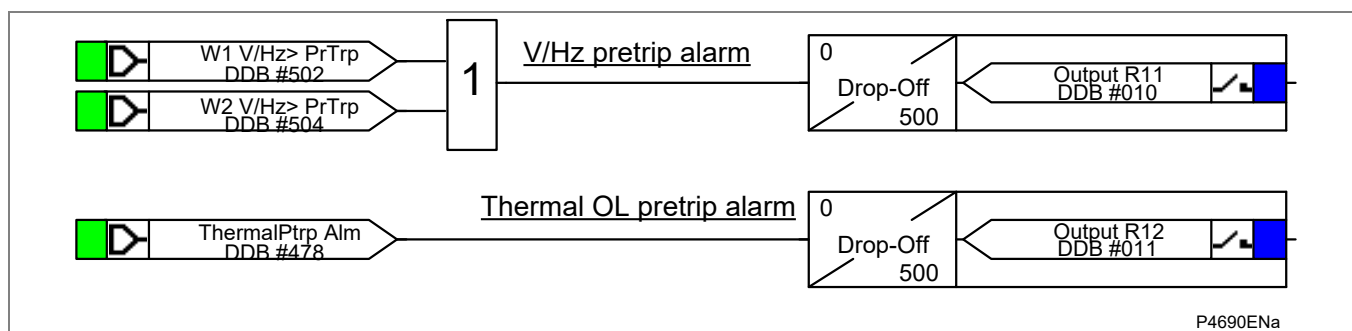 W1 V/Hz> PrTrp
DDB #502
W2 V/Hz> PrTrp
DDB #504
1
V/Hz pretrip alarm
0
Drop-Off
500
Output R11
DDB #010
ThermalPtrp Alm
DDB #478
Thermal OL pretrip alarm
0
Drop-Off
500
Output R12
DDB #011
P4690ENa